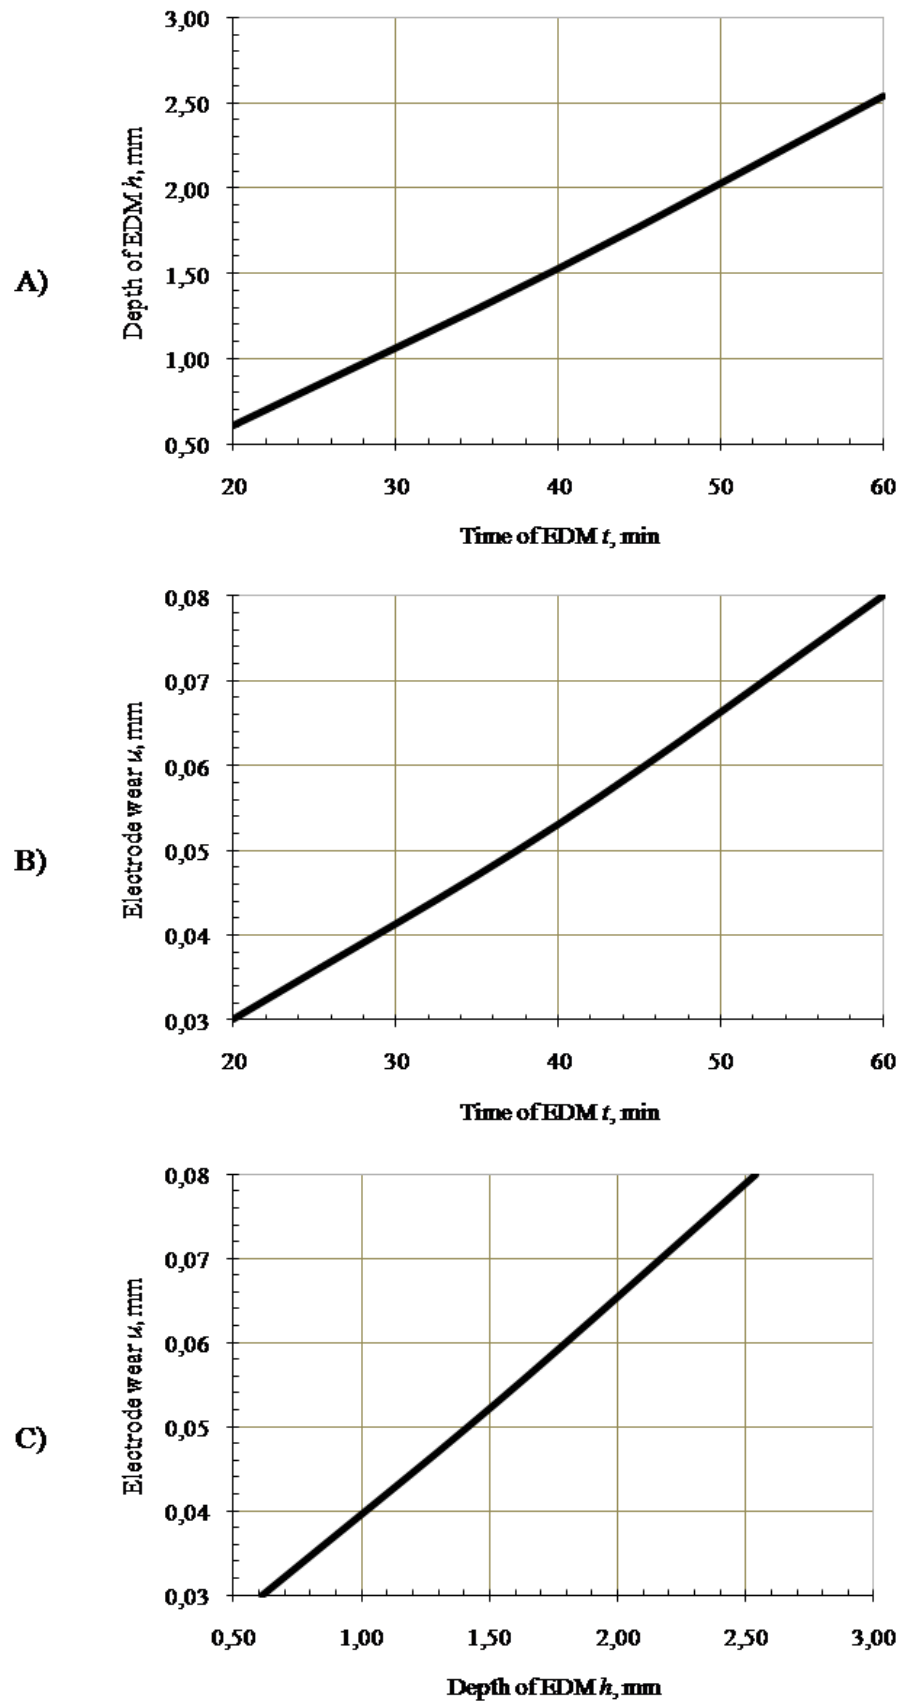 3,00
2,50
2,00
1,50
1,00
0,50
Depth of EDM h, mm
A)
20 30 40 50 60
Time of EDM t, min
0,08
0,07
0,06
0,05
0,04
0,03
Electrode wear u, mm
B)
20 30 40 50 60
Time of EDM t, min
0,08
0,07
0,06
0,05
0,04
0,03
Electrode wear u, mm
C)
0,50 1,00 1,50 2,00 2,50 3,00
Depth of EDM h, mm